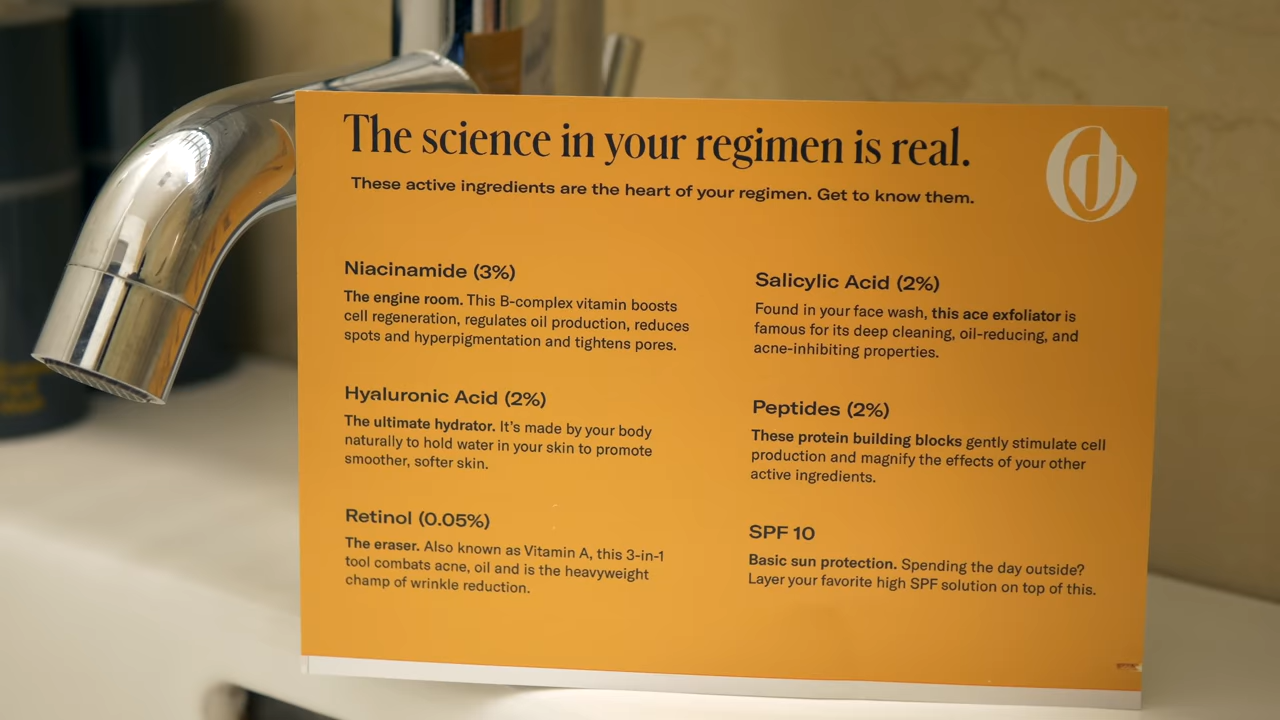 The science in your regimen is real.
These active ingredients are the heart of your regimen. Get to know them.
Niacinamide (3%)
The engine room. This B-complex vitamin boosts
cell regeneration, regulates oil production, reduces
spots and hyperpigmentation and tightens pores.
Hyaluronic Acid (2%)
The ultimate hydrator. It's made by your body
naturally to hold water in your skin to promote
smoother, softer skin.
Retinol (0.05%)
The eraser. Also known as Vitamin A, this 3-in-1
tool combats acne, oil and is the heavyweight
champ of wrinkle reduction.
Salicylic Acid (2%)
Found in your face wash, this ace exfoliator is
famous for its deep cleaning, oil-reducing, and
acne-inhibiting properties.
Peptides (2%)
These protein building blocks gently stimulate cell
production and magnify the effects of your other
active ingredients.
SPF 10
Basic sun protection. Spending the day outside?
Layer your favorite high SPF solution on top of this.